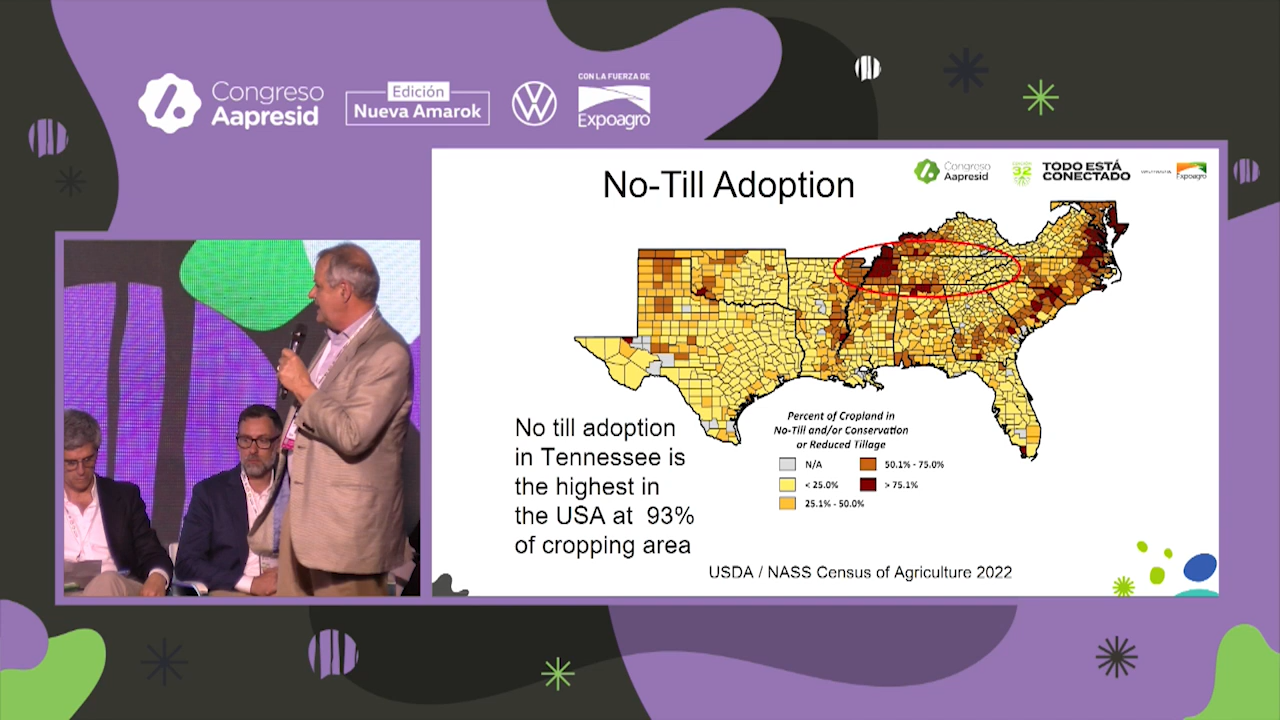 CON LA FUERZA DE
Congreso
Aapresid
Edición
Nueva Amarok
Expoagro
No-Till Adoption
Congreso
Aapresid
EDICIÓN
32
TODO ESTÁ
CONECTADO
Expoagro
No till adoption
in Tennessee is
the highest in
the USA at 93%
of cropping area
Percent of Cropland in
No-Till and/or Conservation
or Reduced Tillage
N/A
< 25.0%
25.1% - 50.0%
50.1% - 75.0%
> 75.1%
USDA / NASS Census of Agriculture 2022